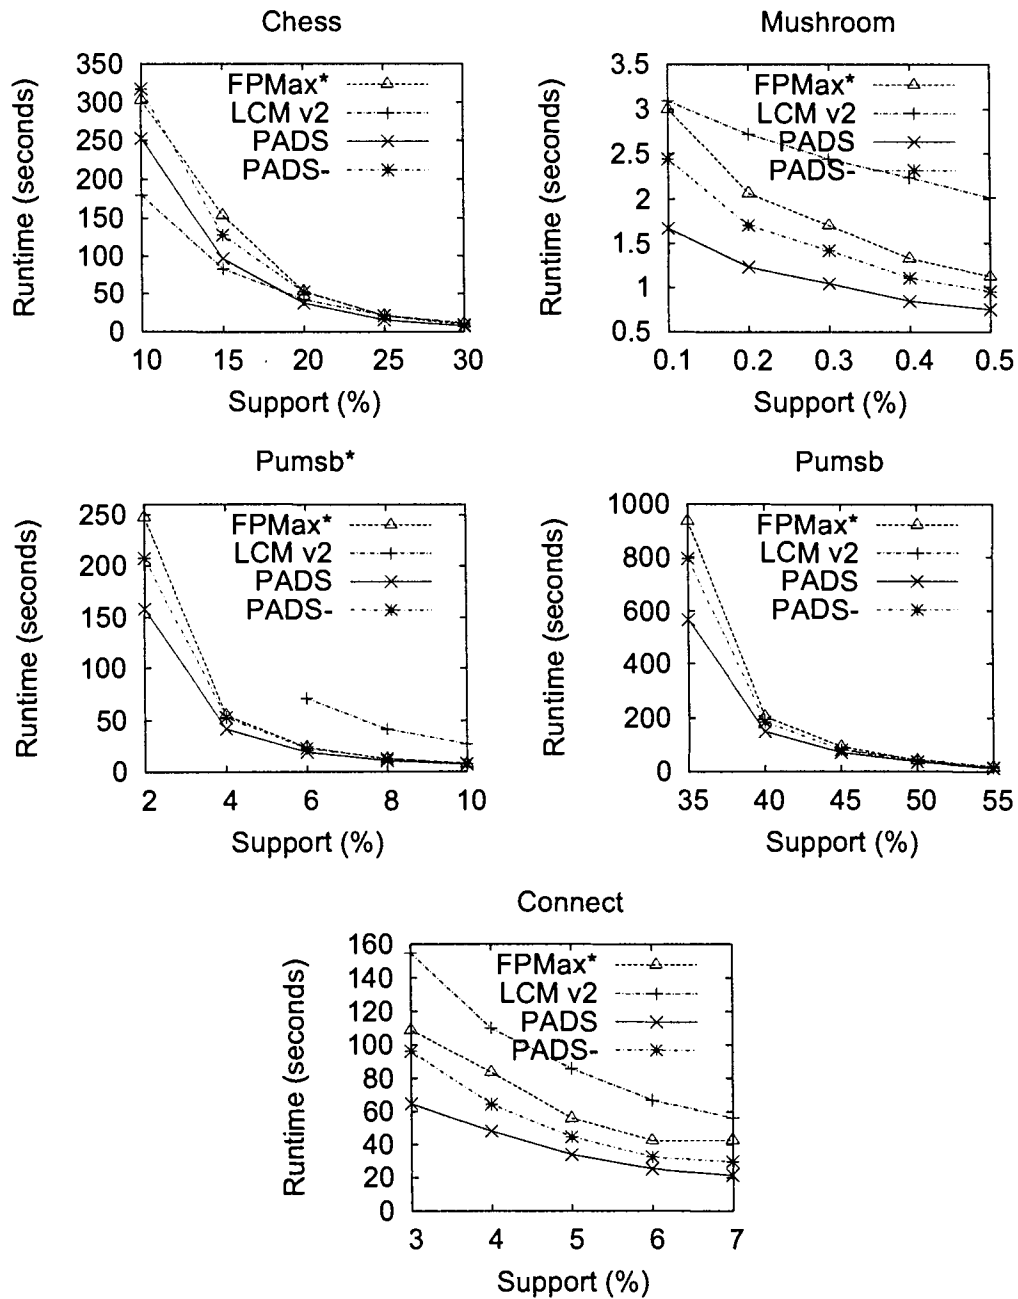 Chess
Runtime (seconds)
350
300
250
200
150
100
50
0
FPMax*
LCM v2
PADS
PADS-
10 15 20 25 30
Support (%)
Mushroom
Runtime (seconds)
3.5
3
2.5
2
1.5
1
0.5
FPMax*
LCM v2
PADS
PADS-
0.1 0.2 0.3 0.4 0.5
Support (%)
Pumsb*
Runtime (seconds)
250
200
150
100
50
0
FPMax*
LCM v2
PADS
PADS-
2 4 6 8 10
Support (%)
Pumsb
Runtime (seconds)
1000
800
600
400
200
0
FPMax*
LCM v2
PADS
PADS-
35 40 45 50 55
Support (%)
Connect
Runtime (seconds)
160
140
120
100
80
60
40
20
0
FPMax*
LCM v2
PADS
PADS-
3 4 5 6 7
Support (%)